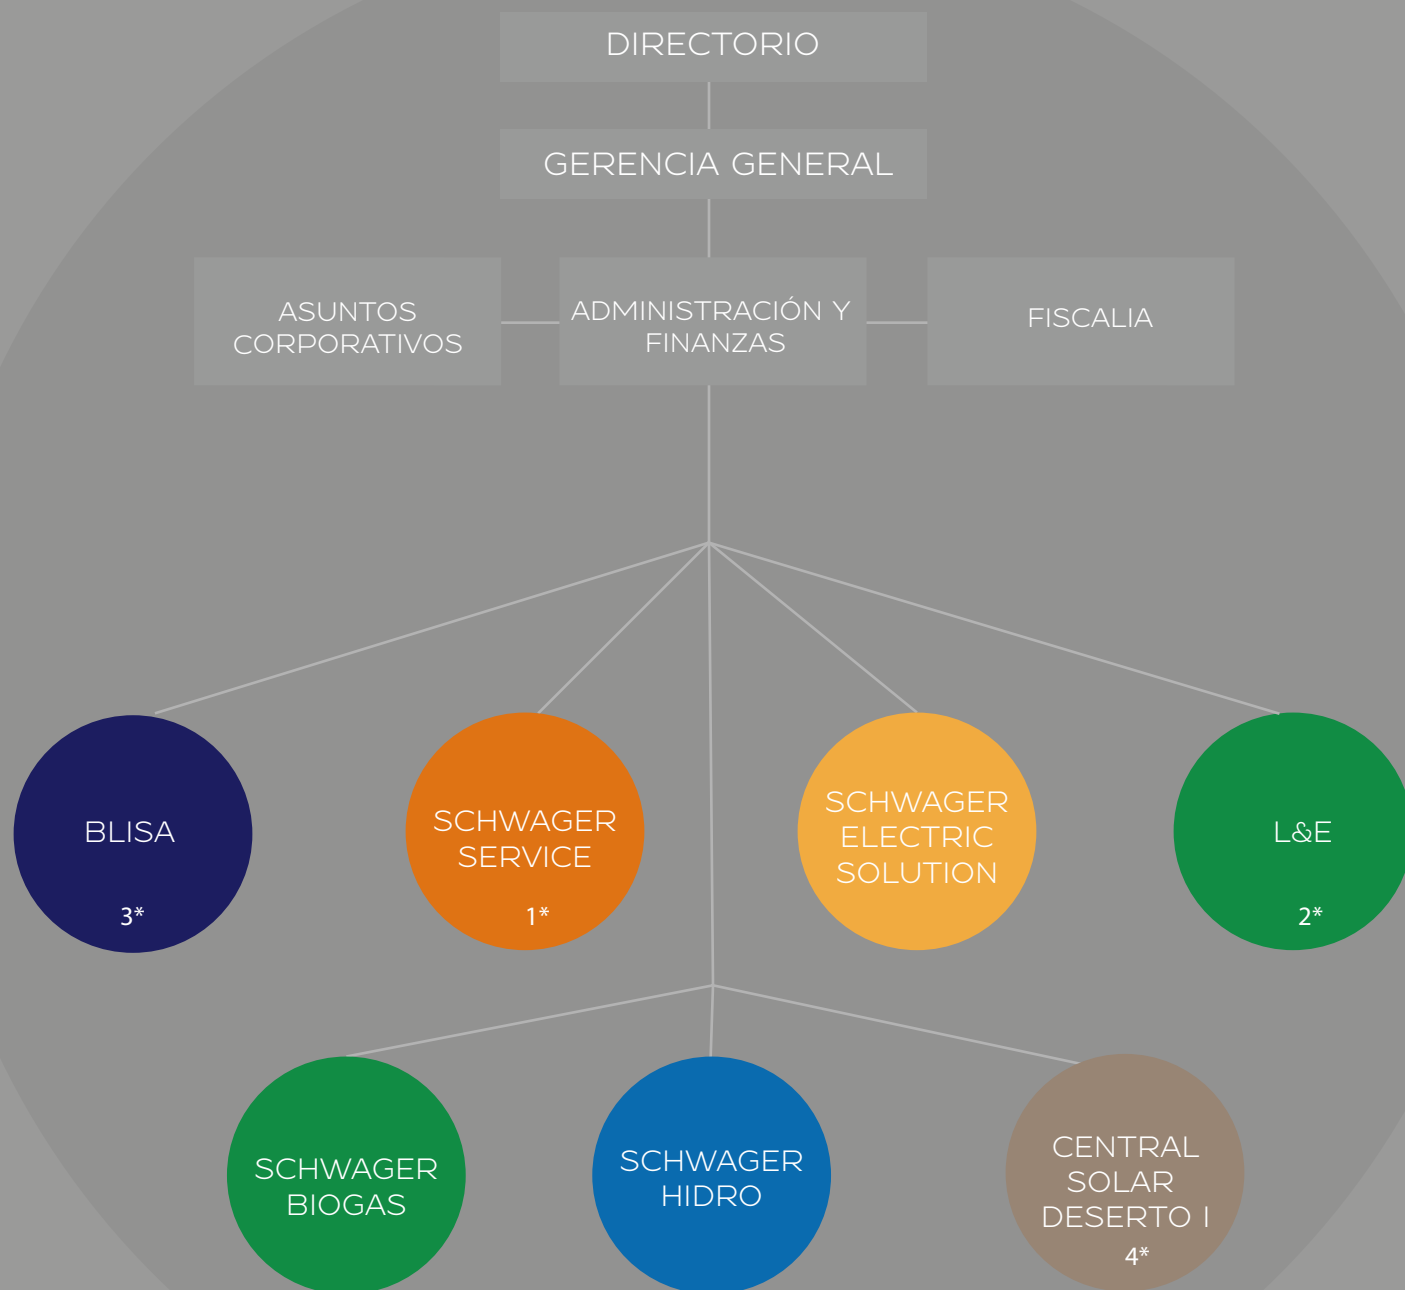 DIRECTORIO
GERENCIA GENERAL
ASUNTOS
CORPORATIVOS
ADMINISTRACIÓN Y
FINANZAS
FISCALIA
BLISA
3*
SCHWAGER
SERVICE
1*
SCHWAGER
ELECTRIC
SOLUTION
L&E
2*
SCHWAGER
BIOGAS
SCHWAGER
HIDRO
CENTRAL
SOLAR
DESERTO I
4*